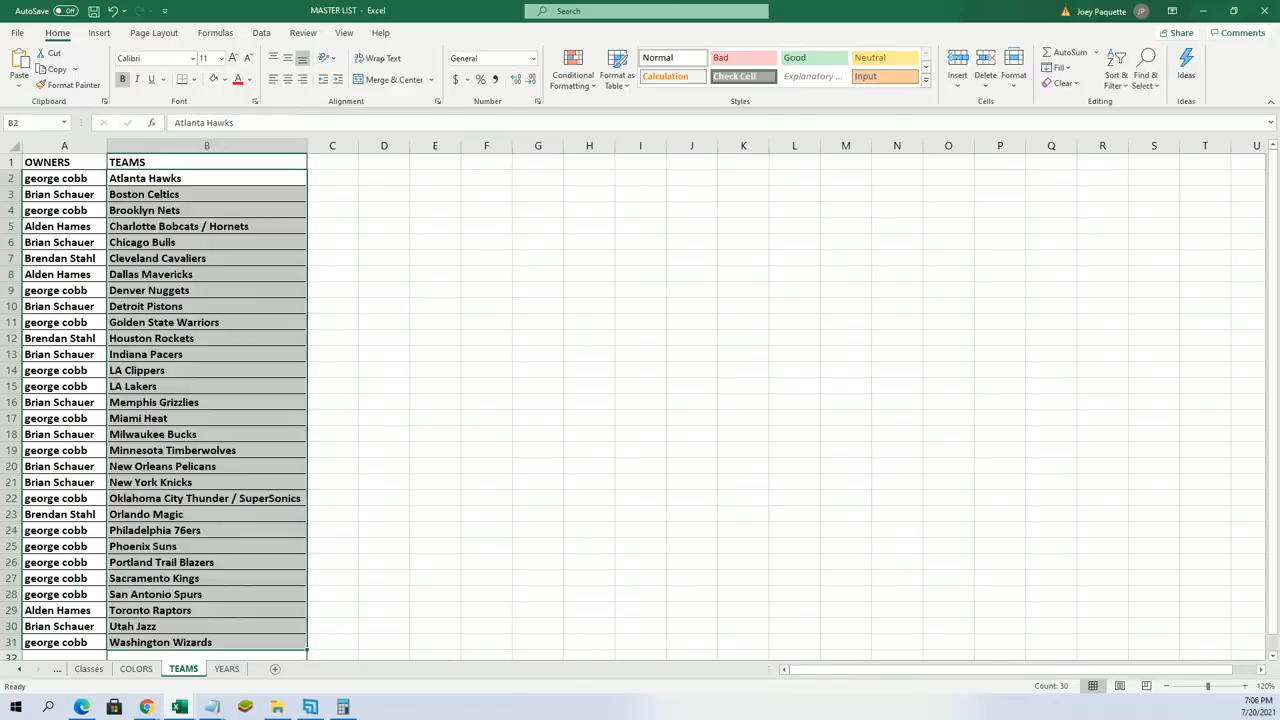 AutoSave Off MASTER LIST - Excel Search Joey Paquette JP
File Home Insert Page Layout Formulas Data Review View Help Share Comments
Paste Cut Copy Format Painter Clipboard
Calibri 11 B I U A Font
Wrap Text Merge & Center Alignment
General $ % Number
Conditional Formatting Format as Table
Normal Bad Good Neutral
Calculation Check Cell Explanatory ... Input
Styles
Insert Delete Format Cells
AutoSum Fill Clear Sort & Filter Find & Select Editing
Ideas Ideas
B2 fx Atlanta Hawks
A B C D E F G H I J K L M N O P Q R S T U
1 OWNERS TEAMS
2 george cobb Atlanta Hawks
3 Brian Schauer Boston Celtics
4 george cobb Brooklyn Nets
5 Alden Hames Charlotte Bobcats / Hornets
6 Brian Schauer Chicago Bulls
7 Brendan Stahl Cleveland Cavaliers
8 Alden Hames Dallas Mavericks
9 george cobb Denver Nuggets
10 Brian Schauer Detroit Pistons
11 george cobb Golden State Warriors
12 Brendan Stahl Houston Rockets
13 Brian Schauer Indiana Pacers
14 george cobb LA Clippers
15 george cobb LA Lakers
16 Brian Schauer Memphis Grizzlies
17 george cobb Miami Heat
18 Brian Schauer Milwaukee Bucks
19 george cobb Minnesota Timberwolves
20 Brian Schauer New Orleans Pelicans
21 Brian Schauer New York Knicks
22 george cobb Oklahoma City Thunder / SuperSonics
23 Brendan Stahl Orlando Magic
24 george cobb Philadelphia 76ers
25 george cobb Phoenix Suns
26 george cobb Portland Trail Blazers
27 george cobb Sacramento Kings
28 george cobb San Antonio Spurs
29 Alden Hames Toronto Raptors
30 Brian Schauer Utah Jazz
31 george cobb Washington Wizards
32
... Classes COLORS TEAMS YEARS
Ready Count: 30 120%
7:06 PM
7/20/2021